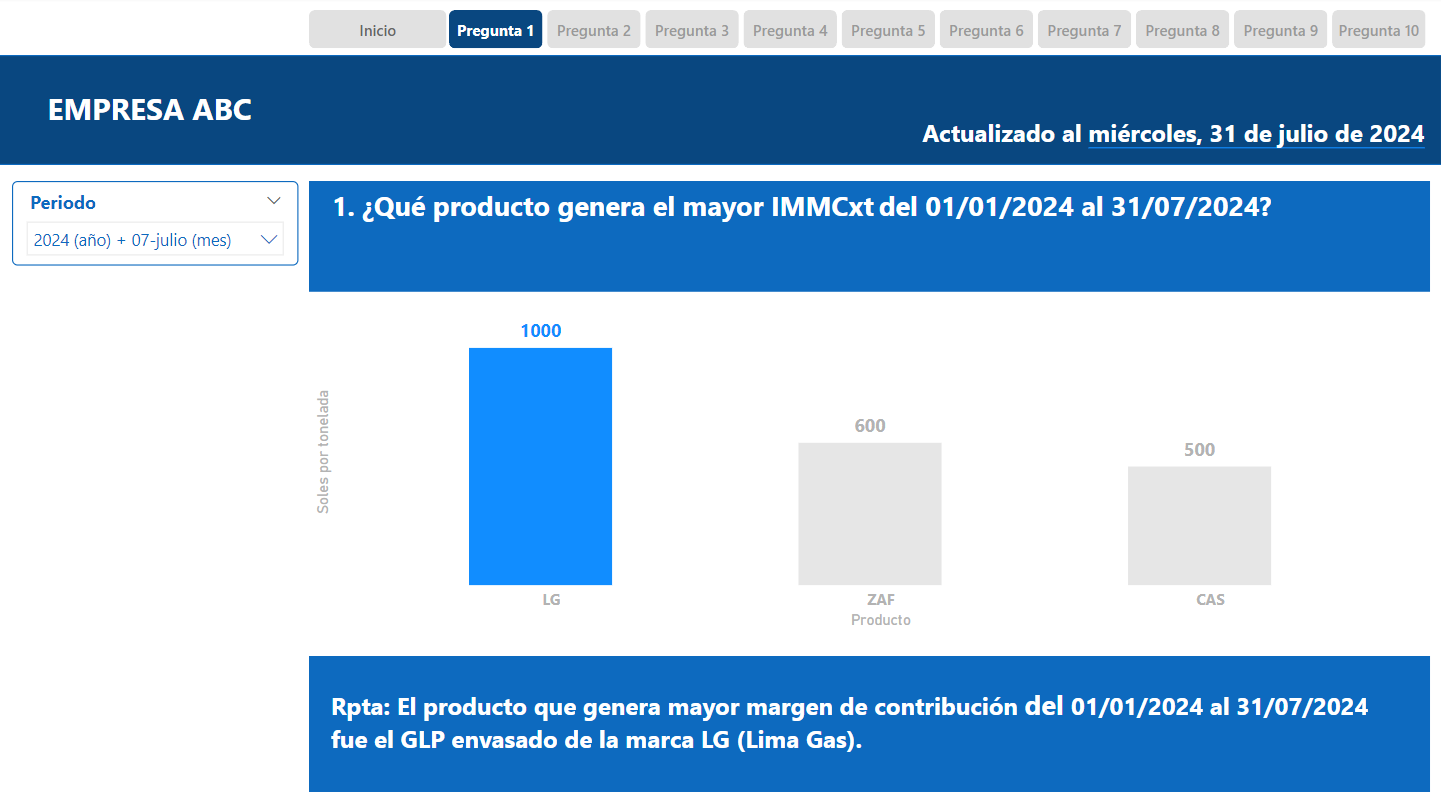 Inicio
Pregunta 1
Pregunta 2
Pregunta 3
Pregunta 4
Pregunta 5
Pregunta 6
Pregunta 7
Pregunta 8
Pregunta 9
Pregunta 10
EMPRESA ABC
Actualizado al miércoles, 31 de julio de 2024
Periodo
2024 (año) + 07-julio (mes)
1. ¿Qué producto genera el mayor IMMCxt del 01/01/2024 al 31/07/2024?
1000
600
500
Soles por tonelada
LG
ZAF
CAS
Producto
Rpta: El producto que genera mayor margen de contribución del 01/01/2024 al 31/07/2024
fue el GLP envasado de la marca LG (Lima Gas).